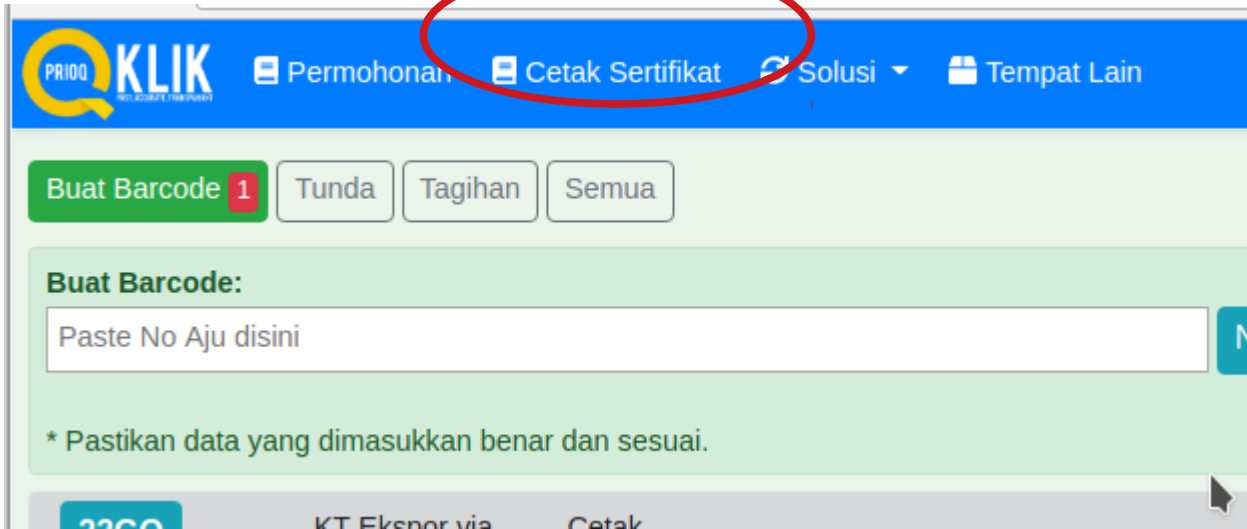 PRIOQ KLIK Permohonan Cetak Sertifikat Solusi Tempat Lain
Buat Barcode 1 Tunda Tagihan Semua
Buat Barcode:
Paste No Aju disini
* Pastikan data yang dimasukkan benar dan sesuai.
KT Ekspor via Cetak